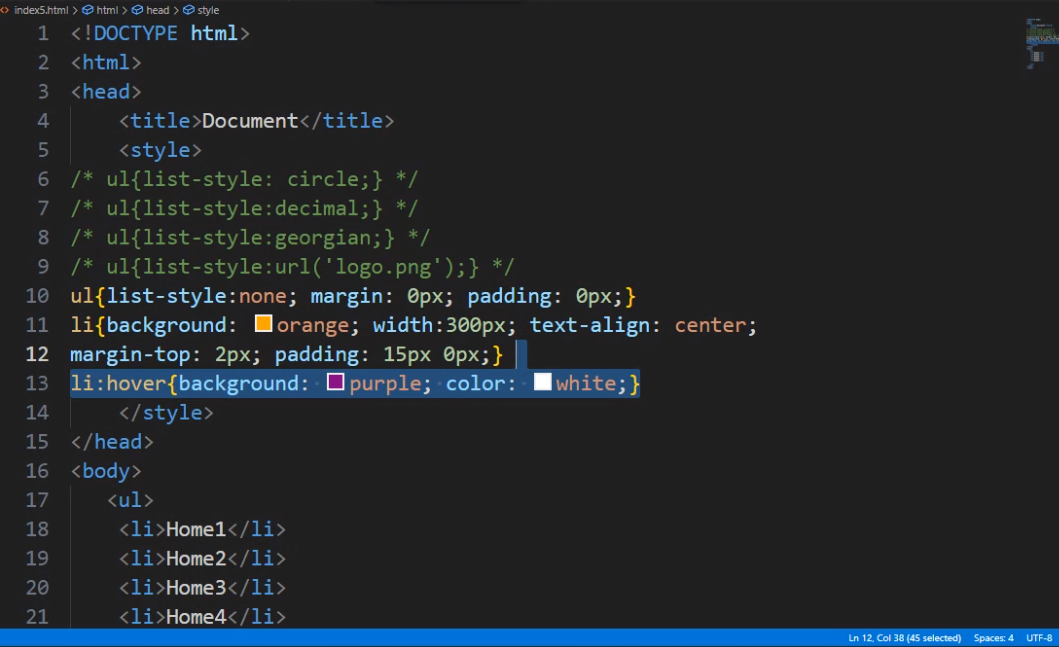 index5.html > html > head > style
1 <!DOCTYPE html>
2 <html>
3 <head>
4 <title>Document</title>
5 <style>
6 /* ul{list-style: circle;} */
7 /* ul{list-style:decimal;} */
8 /* ul{list-style:georgian;} */
9 /* ul{list-style:url('logo.png');} */
10 ul{list-style:none; margin: 0px; padding: 0px;}
11 li{background: orange; width:300px; text-align: center;
12 margin-top: 2px; padding: 15px 0px;}
13 li:hover{background: purple; color: white;}
14 </style>
15 </head>
16 <body>
17 <ul>
18 <li>Home1</li>
19 <li>Home2</li>
20 <li>Home3</li>
21 <li>Home4</li>
Ln 12, Col 38 (45 selected) Spaces: 4 UTF-8